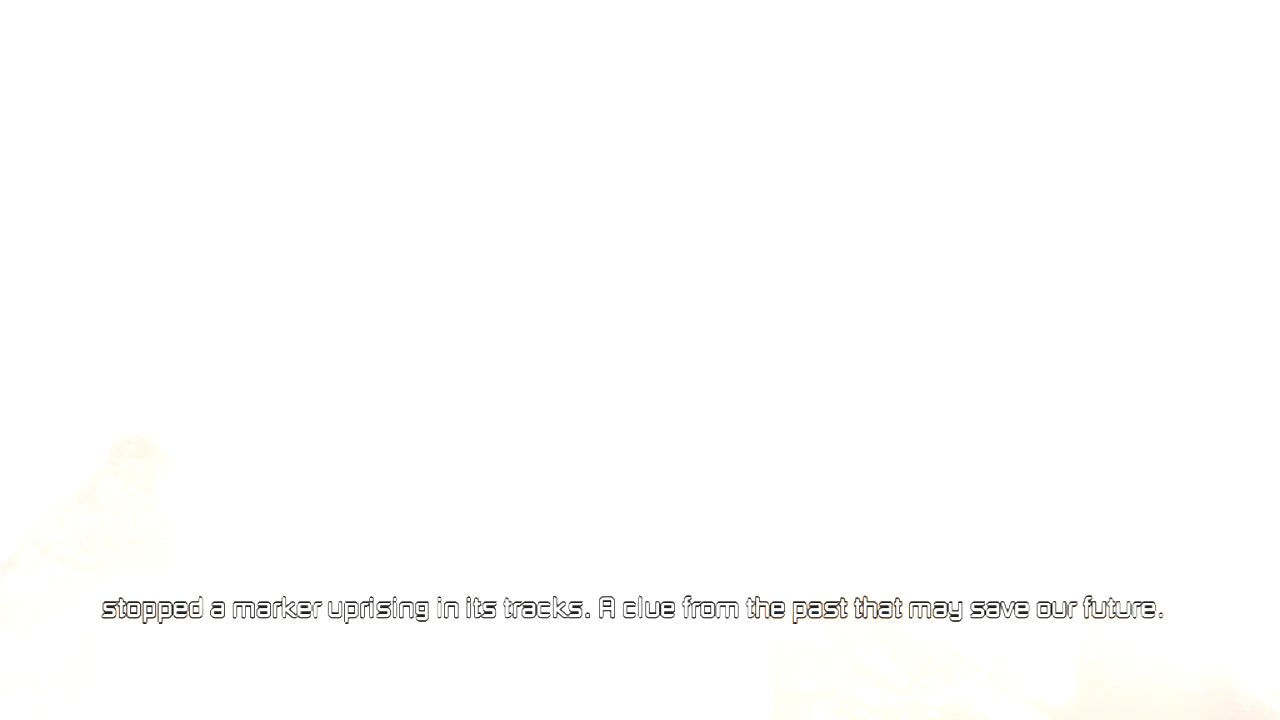 stopped a marker uprising in its tracks. A clue from the past that may save our future.